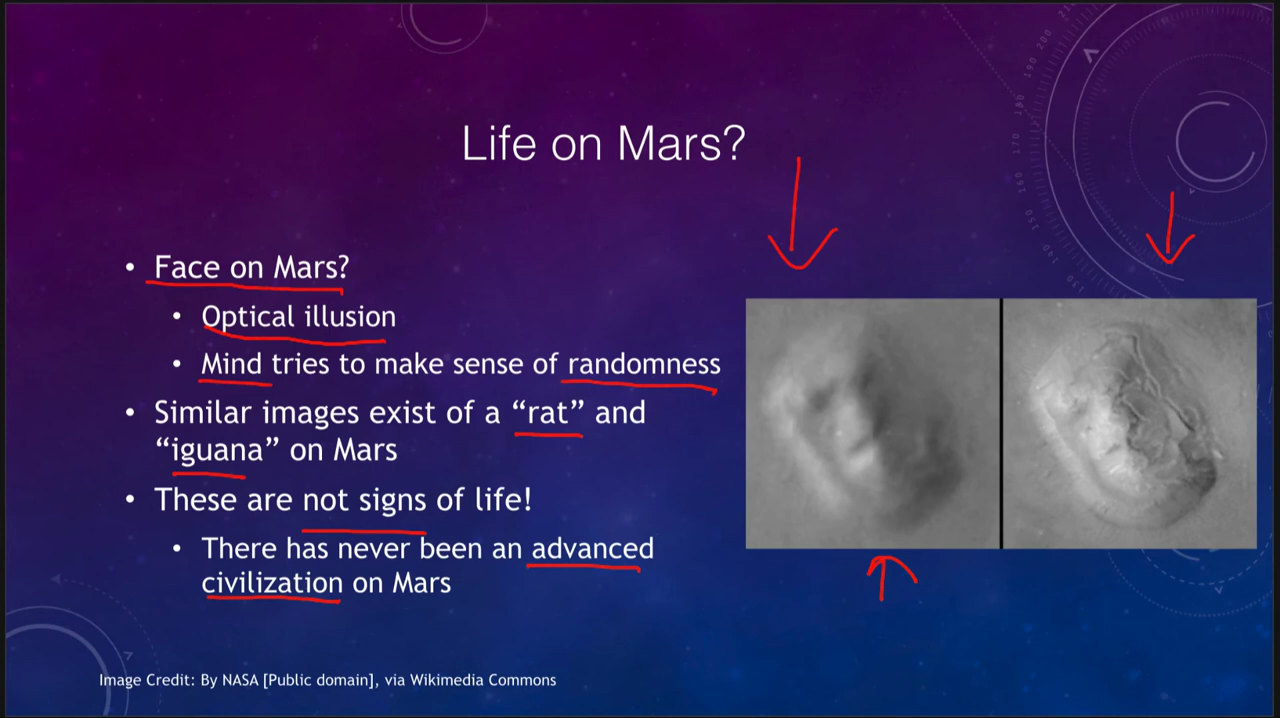 Life on Mars?
• Face on Mars?
• Optical illusion
• Mind tries to make sense of randomness
• Similar images exist of a “rat” and
“iguana” on Mars
• These are not signs of life!
• There has never been an advanced
civilization on Mars
Image Credit: By NASA [Public domain], via Wikimedia Commons